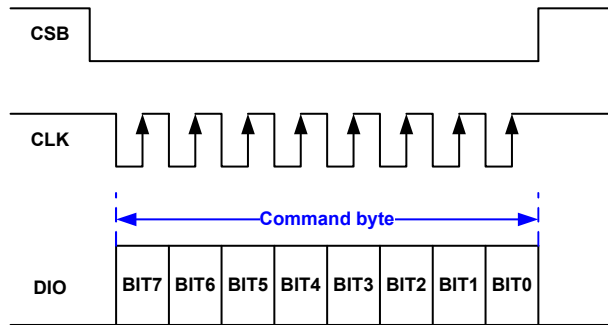 CSB
CLK
Command byte
DIO BIT7 BIT6 BIT5 BIT4 BIT3 BIT2 BIT1 BIT0